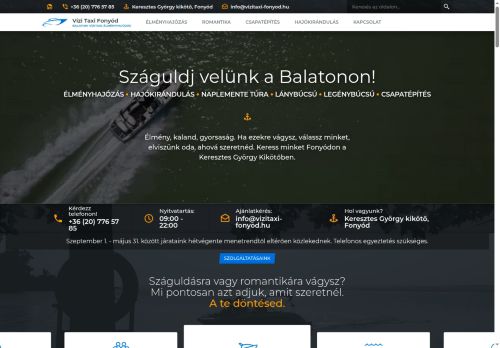 +36 (20) 776 57 85
Keresztes György kikötő, Fonyód
info@vizitaxi-fonyod.hu
Keresés az oldalon...
Vízi Taxi Fonyód
ÉLMÉNYHAJÓZÁS
ROMANTIKA
CSAPATÉPÍTÉS
HAJÓKIRÁNDULÁS
KAPCSOLAT
Száguldj velünk a Balatonon!
ÉLMÉNYHAJÓZÁS • HAJÓKIRÁNDULÁS • NAPLEMENTE TÚRA • LÁNYBÚCSÚ • LEGÉNYBÚCSÚ • CSAPATÉPÍTÉS
Élmény, kaland, gyorsaság. Ha ezekre vágysz, válassz minket,
elviszünk oda, ahová szeretnéd. Keress minket Fonyódon a
Keresztes György Kikötőben.
Kérdezz
telefonon!
+36 (20) 776 57
85
Nyitvatartás:
09:00 -
22:00
Ajánlatkérés:
info@vizitaxi-
fonyod.hu
Hol vagyunk?
Keresztes György kikötő,
Fonyód
Szeptember 1. - május 31. között járataink hétvégente menetrendtől eltérően közlekednek. Telefonos egyeztetés szükséges.
SZOLGÁLTATÁSAINK
Száguldásra vagy romantikára vágysz?
Mi pontosan azt adjuk, amit szeretnél.
A te döntésed.